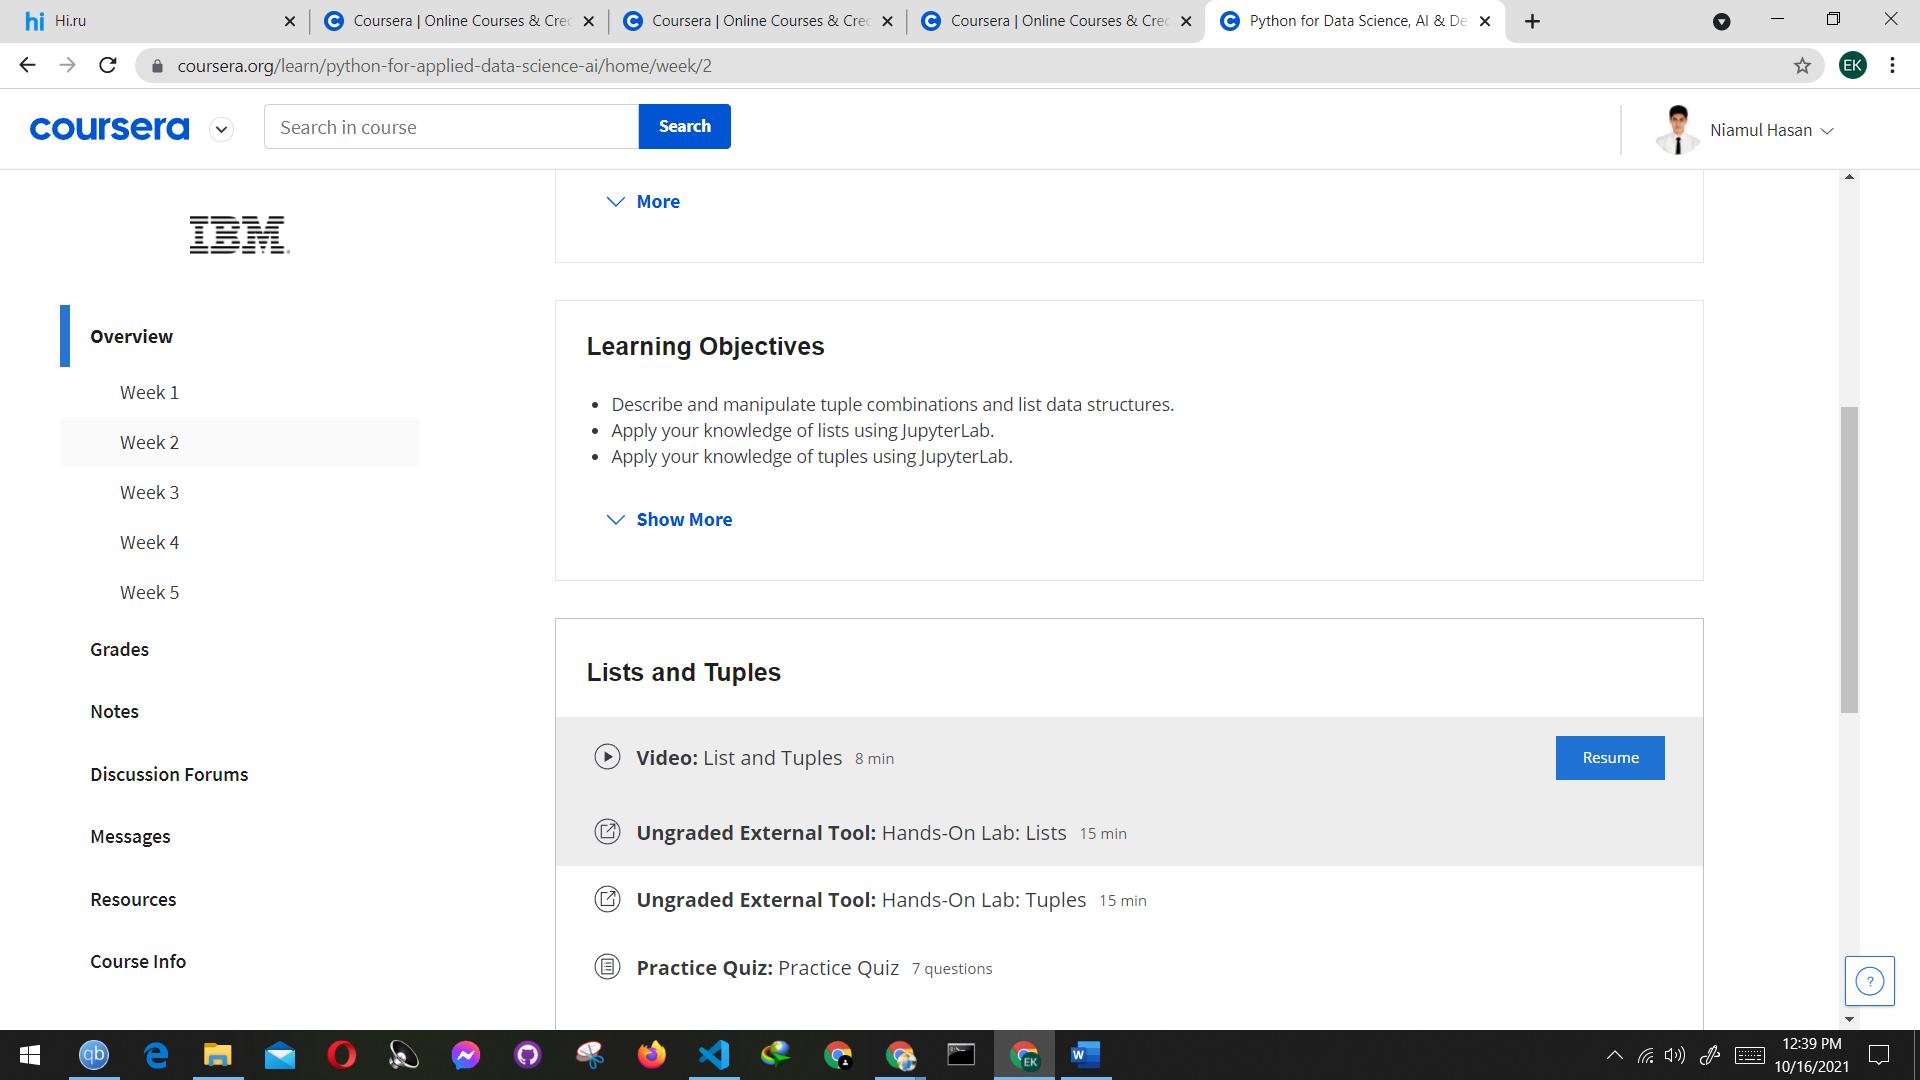 hi Hi.ru
Coursera | Online Courses & Cred
Coursera | Online Courses & Cred
Coursera | Online Courses & Cred
Python for Data Science, AI & De
coursera.org/learn/python-for-applied-data-science-ai/home/week/2
EK
coursera
Search in course
Search
Niamul Hasan
IBM
Overview
Week 1
Week 2
Week 3
Week 4
Week 5
Grades
Notes
Discussion Forums
Messages
Resources
Course Info
More
Learning Objectives
• Describe and manipulate tuple combinations and list data structures.
• Apply your knowledge of lists using JupyterLab.
• Apply your knowledge of tuples using JupyterLab.
Show More
Lists and Tuples
Video: List and Tuples 8 min
Resume
Ungraded External Tool: Hands-On Lab: Lists 15 min
Ungraded External Tool: Hands-On Lab: Tuples 15 min
Practice Quiz: Practice Quiz 7 questions
?
qb
EK
W
12:39 PM
10/16/2021